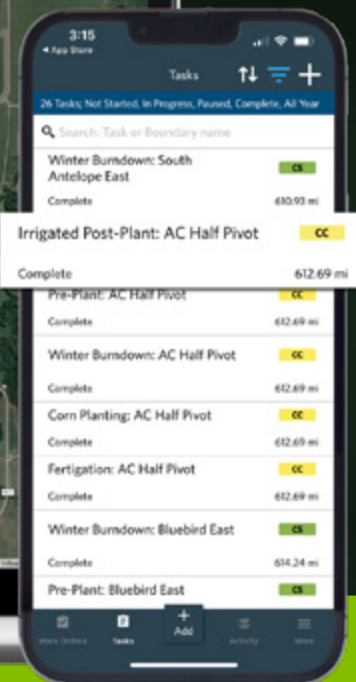 3:15
◄ App Store
Tasks
26 Tasks; Not Started, In Progress, Paused, Complete, All Year
Search: Task or Boundary name
Winter Burndown: South
Antelope East
CS
Complete
610.93 mi
Irrigated Post-Plant: AC Half Pivot
CC
Complete
612.69 mi
Pre-Plant: AC Half Pivot
CC
Complete
612.69 mi
Winter Burndown: AC Half Pivot
CC
Complete
612.69 mi
Corn Planting: AC Half Pivot
CC
Complete
612.69 mi
Fertigation: AC Half Pivot
CC
Complete
612.69 mi
Winter Burndown: Bluebird East
CS
Complete
614.24 mi
Pre-Plant: Bluebird East
CS
Work Orders
Tasks
Add
Activity
More